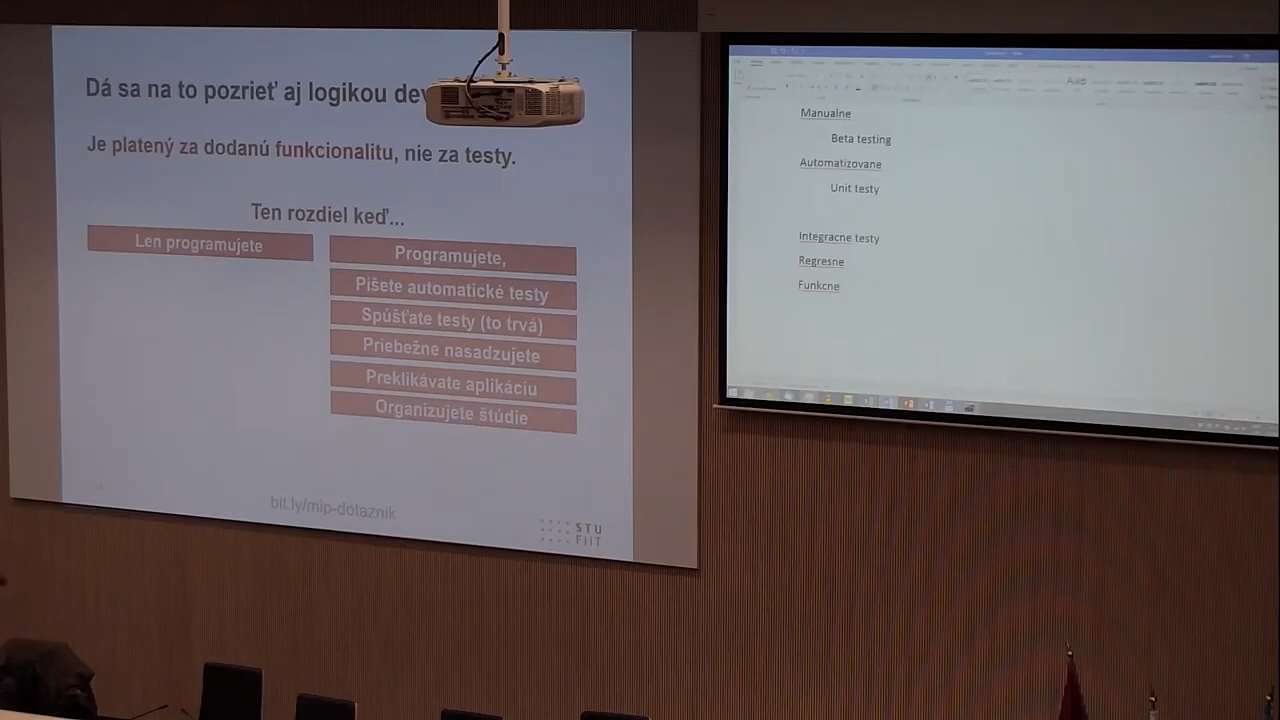 Dá sa na to pozrieť aj logikou dev
Je platený za dodanú funkcionalitu, nie za testy.
Ten rozdiel keď...
Len programujete
Programujete,
Píšete automatické testy
Spúšťate testy (to trvá)
Priebežne nasadzujete
Preklikávate aplikáciu
Organizujete štúdie
bit.ly/mip-dolaznik
STU
FIIT
Manualne
Beta testing
Automatizovane
Unit testy
Integracne testy
Regresne
Funkcne